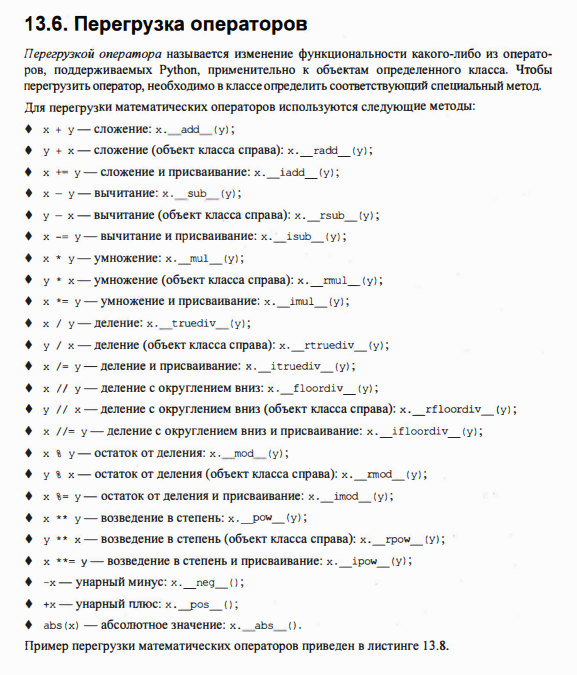 13.6. Перегрузка операторов
Перегрузкой оператора называется изменение функциональности какого-либо из операто-
ров, поддерживаемых Python, применительно к объектам определенного класса. Чтобы
перегрузить оператор, необходимо в классе определить соответствующий специальный метод.
Для перегрузки математических операторов используются следующие методы:
♦ x + y — сложение: x.__add__(y);
♦ y + x — сложение (объект класса справа): x.__radd__(y);
♦ x += y — сложение и присваивание: x.__iadd__(y);
♦ x – y — вычитание: x.__sub__(y);
♦ y – x — вычитание (объект класса справа): x.__rsub__(y);
♦ x -= y — вычитание и присваивание: x.__isub__(y);
♦ x * y — умножение: x.__mul__(y);
♦ y * x — умножение (объект класса справа): x.__rmul__(y);
♦ x *= y — умножение и присваивание: x.__imul__(y);
♦ x / y — деление: x.__truediv__(y);
♦ y / x — деление (объект класса справа): x.__rtruediv__(y);
♦ x /= y — деление и присваивание: x.__itruediv__(y);
♦ x // y — деление с округлением вниз: x.__floordiv__(y);
♦ y // x — деление с округлением вниз (объект класса справа): x.__rfloordiv__(y);
♦ x //= y — деление с округлением вниз и присваивание: x.__ifloordiv__(y);
♦ x % y — остаток от деления: x.__mod__(y);
♦ y % x — остаток от деления (объект класса справа): x.__rmod__(y);
♦ x %= y — остаток от деления и присваивание: x.__imod__(y);
♦ x ** y — возведение в степень: x.__pow__(y);
♦ y ** x — возведение в степень (объект класса справа): x.__rpow__(y);
♦ x **= y — возведение в степень и присваивание: x.__ipow__(y);
♦ -x — унарный минус: x.__neg__();
♦ +x — унарный плюс: x.__pos__();
♦ abs(x) — абсолютное значение: x.__abs__().
Пример перегрузки математических операторов приведен в листинге 13.8.